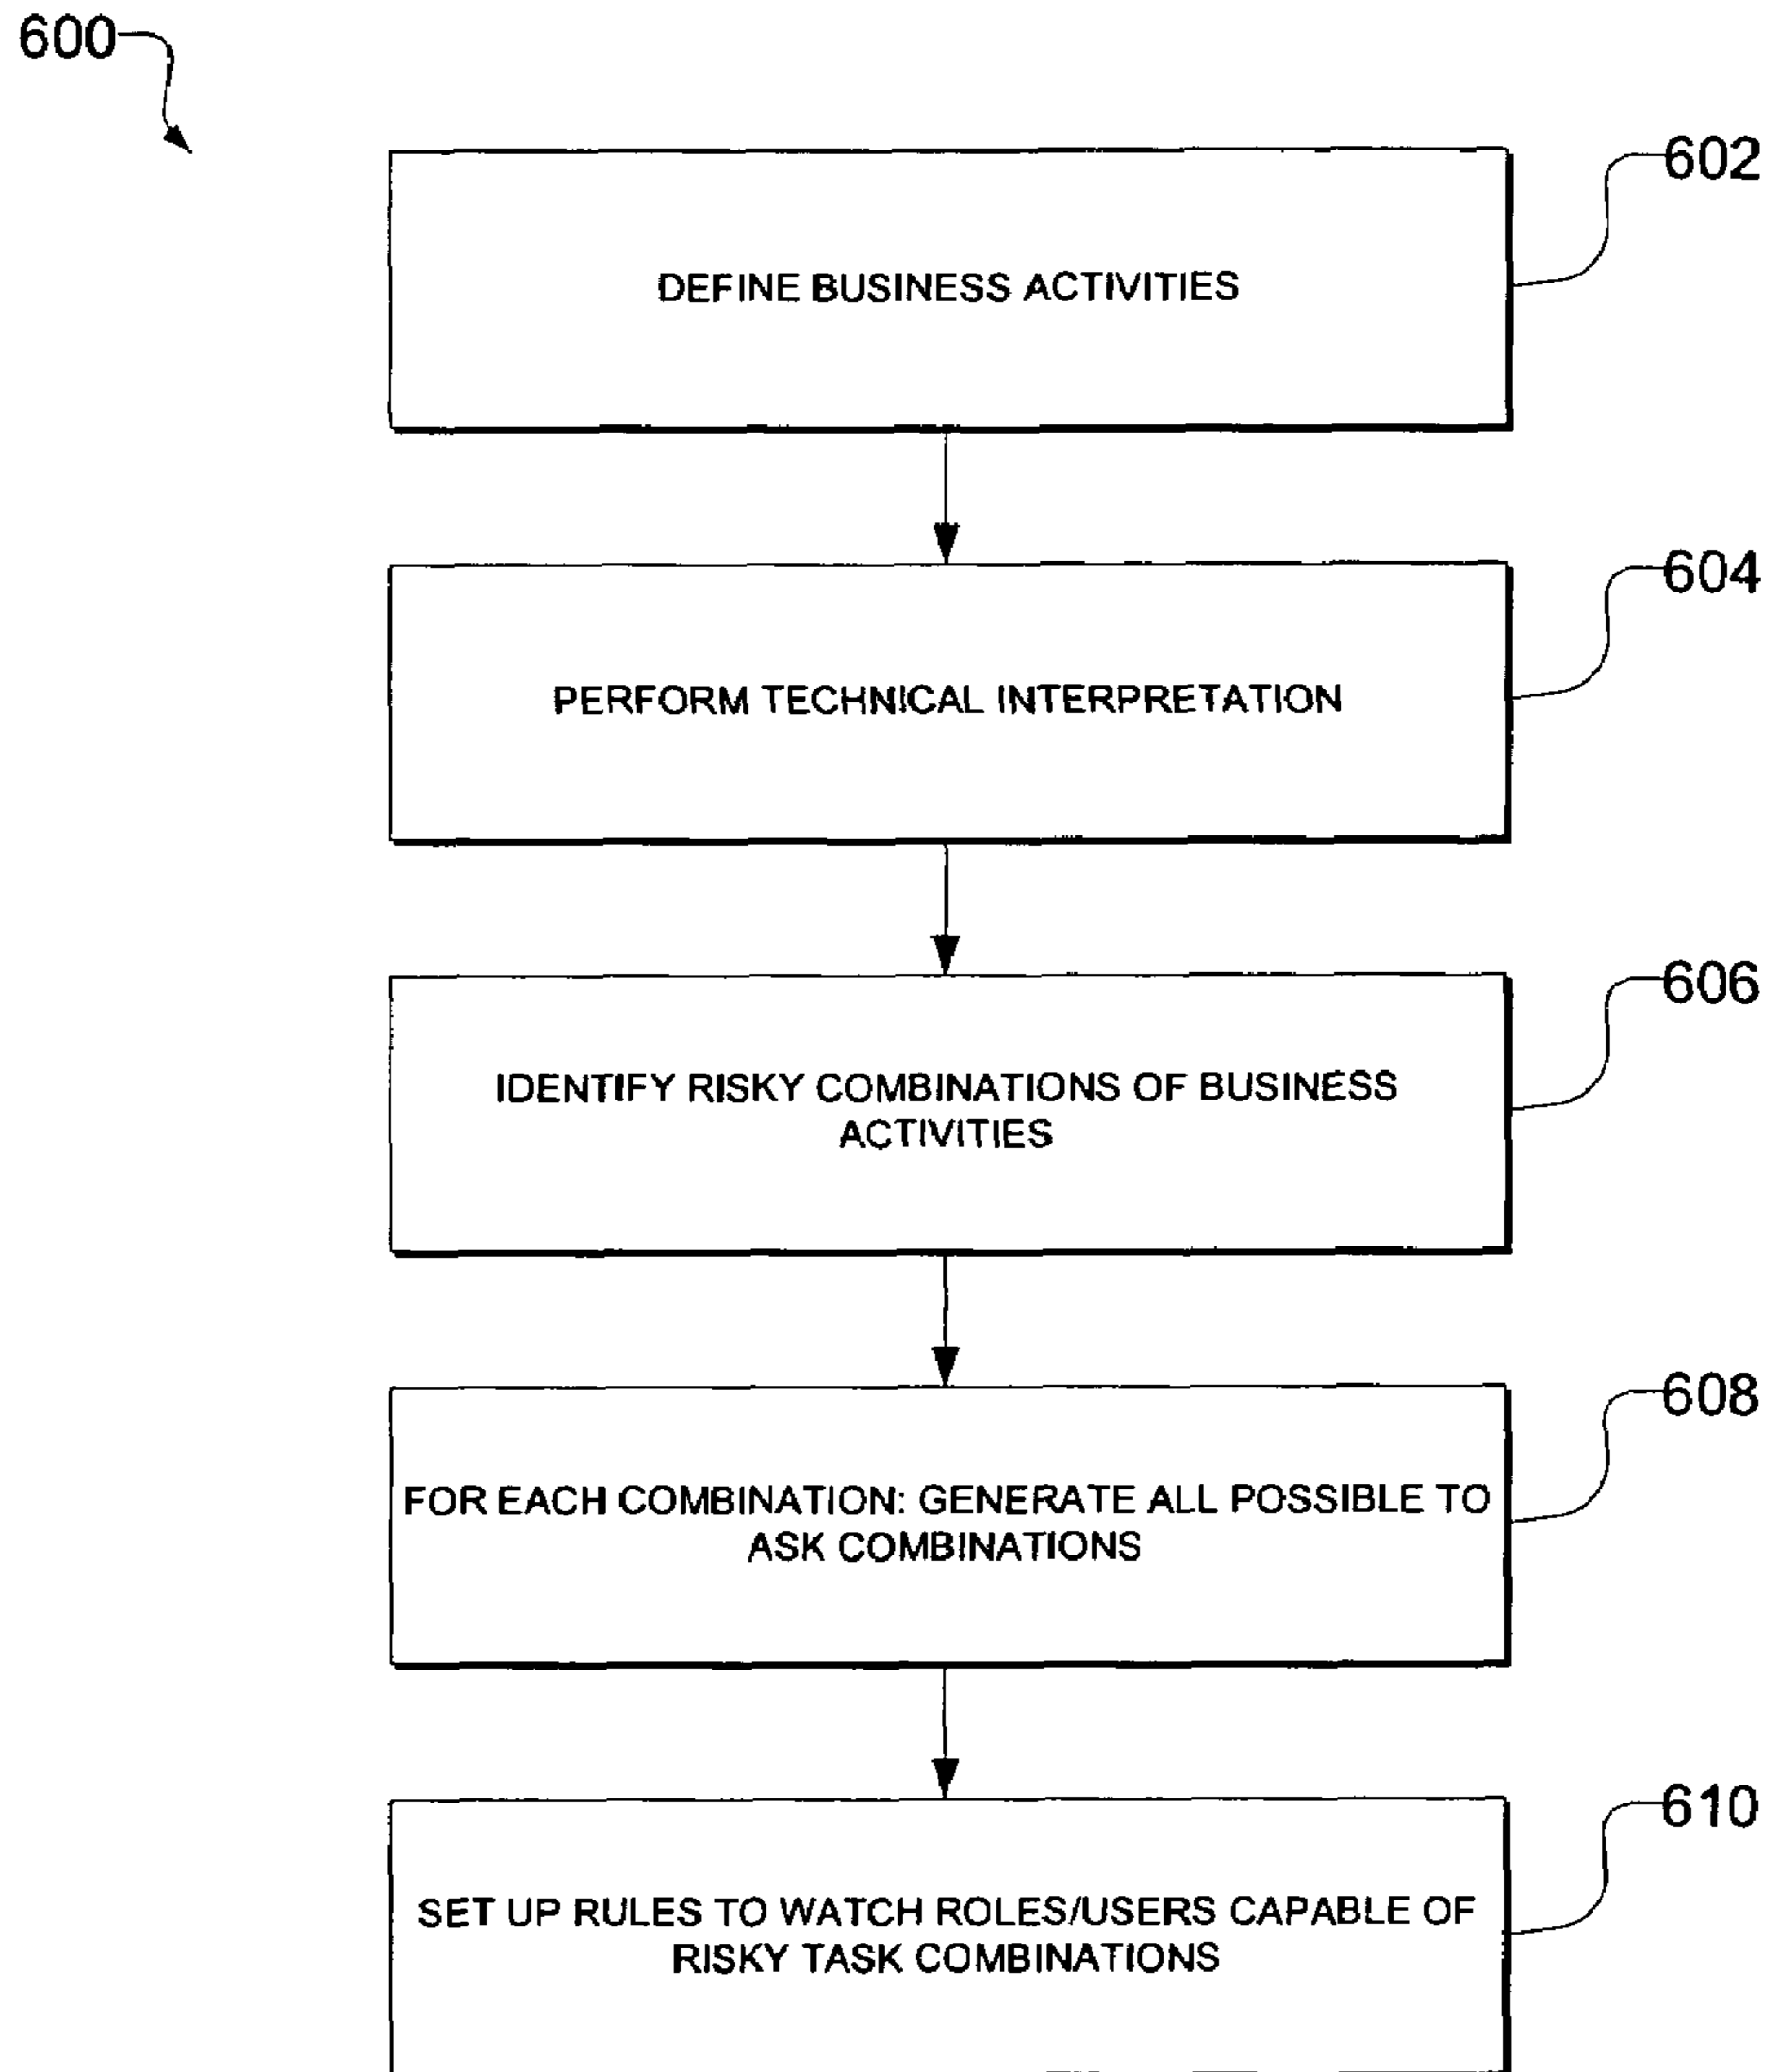 600
602
DEFINE BUSINESS ACTIVITIES
604
PERFORM TECHNICAL INTERPRETATION
606
IDENTIFY RISKY COMBINATIONS OF BUSINESS
ACTIVITIES
608
FOR EACH COMBINATION: GENERATE ALL POSSIBLE TO
ASK COMBINATIONS
610
SET UP RULES TO WATCH ROLES/USERS CAPABLE OF
RISKY TASK COMBINATIONS